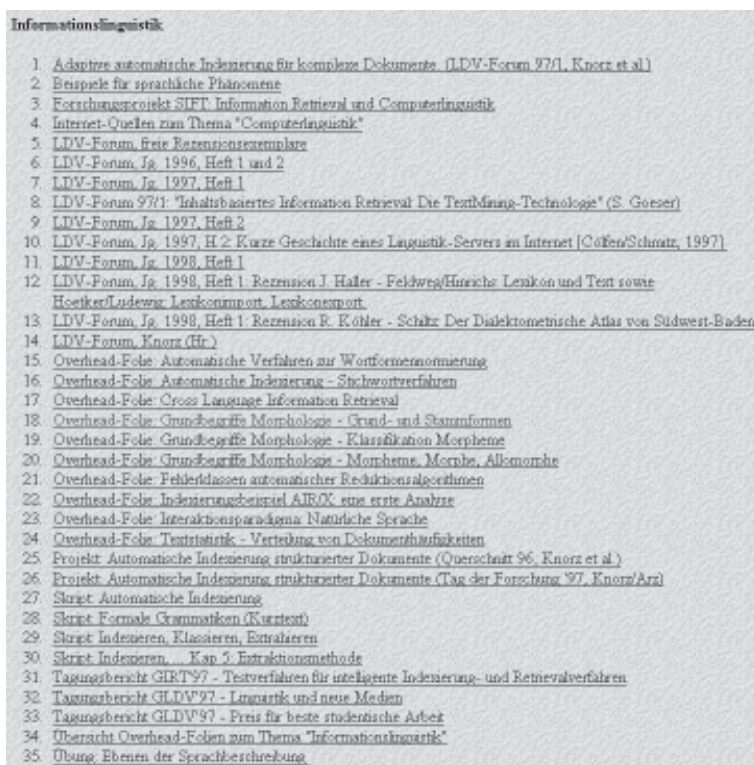 Informationslinguistik
1. Adaptive automatische Indexierung für komplexe Dokumente. (LDV-Forum 97/1, Knorz et al.)
2. Beispiele für sprachliche Phänomene
3. Forschungsprojekt SIFT: Information Retrieval und Computerlinguistik
4. Internet-Quellen zum Thema "Computerlinguistik"
5. LDV-Forum, freie Rezensionsexemplare
6. LDV-Forum, Jg. 1996, Heft 1 und 2
7. LDV-Forum, Jg. 1997, Heft 1
8. LDV-Forum 97/1: "Inhaltsbasiertes Information Retrieval: Die TextMining-Technologie" (S. Goeser)
9. LDV-Forum, Jg. 1997, Heft 2
10. LDV-Forum, Jg. 1997, H.2: Kurze Geschichte eines Linguistik-Servers im Internet [Cölfen/Schmitz, 1997]
11. LDV-Forum, Jg. 1998, Heft 1
12. LDV-Forum, Jg. 1998, Heft 1: Rezension J. Haller - Feldweg/Hinrichs: Lexikon und Text sowie
Hoetker/Ludewig: Lexikonimport, Lexikonexport
13. LDV-Forum, Jg. 1998, Heft 1: Rezension R. Köhler - Schiltz: Der Dialektometrische Atlas von Südwest-Baden
14. LDV-Forum, Knorz (Hr.)
15. Overhead-Folie: Automatische Verfahren zur Wortformennormierung
16. Overhead-Folie: Automatische Indexierung - Stichwortverfahren
17. Overhead-Folie: Cross Language Information Retrieval
18. Overhead-Folie: Grundbegriffe Morphologie - Grund- und Stammformen
19. Overhead-Folie: Grundbegriffe Morphologie - Klassifikation Morpheme
20. Overhead-Folie: Grundbegriffe Morphologie - Morpheme, Morphe, Allomorphe
21. Overhead-Folie: Fehlerklassen automatischer Reduktionsalgorithmen
22. Overhead-Folie: Indexierungsbeispiel AIR/X: eine erste Analyse
23. Overhead-Folie: Interaktionsparadigma: Natürliche Sprache
24. Overhead-Folie: Textstatistik - Verteilung von Dokumenthäufigkeiten
25. Projekt: Automatische Indexierung strukturierter Dokumente (Querschnitt 96, Knorz et al.)
26. Projekt: Automatische Indexierung strukturierter Dokumente (Tag der Forschung '97, Knorz/Arz)
27. Skript: Automatische Indexierung
28. Skript: Formale Grammatiken (Kurztext)
29. Skript: Indexieren, Klassieren, Extrahieren
30. Skript: Indexieren, ... Kap 5: Extraktionsmethode
31. Tagungsbericht GIRT'97 - Testverfahren für intelligente Indexierung- und Retrievalverfahren
32. Tagungsbericht GLDV'97 - Linguistik und neue Medien
33. Tagungsbericht GLDV'97 - Preis für beste studentische Arbeit
34. Übersicht Overhead-Folien zum Thema "Informationslinguistik"
35. Übung: Ebenen der Sprachbeschreibung